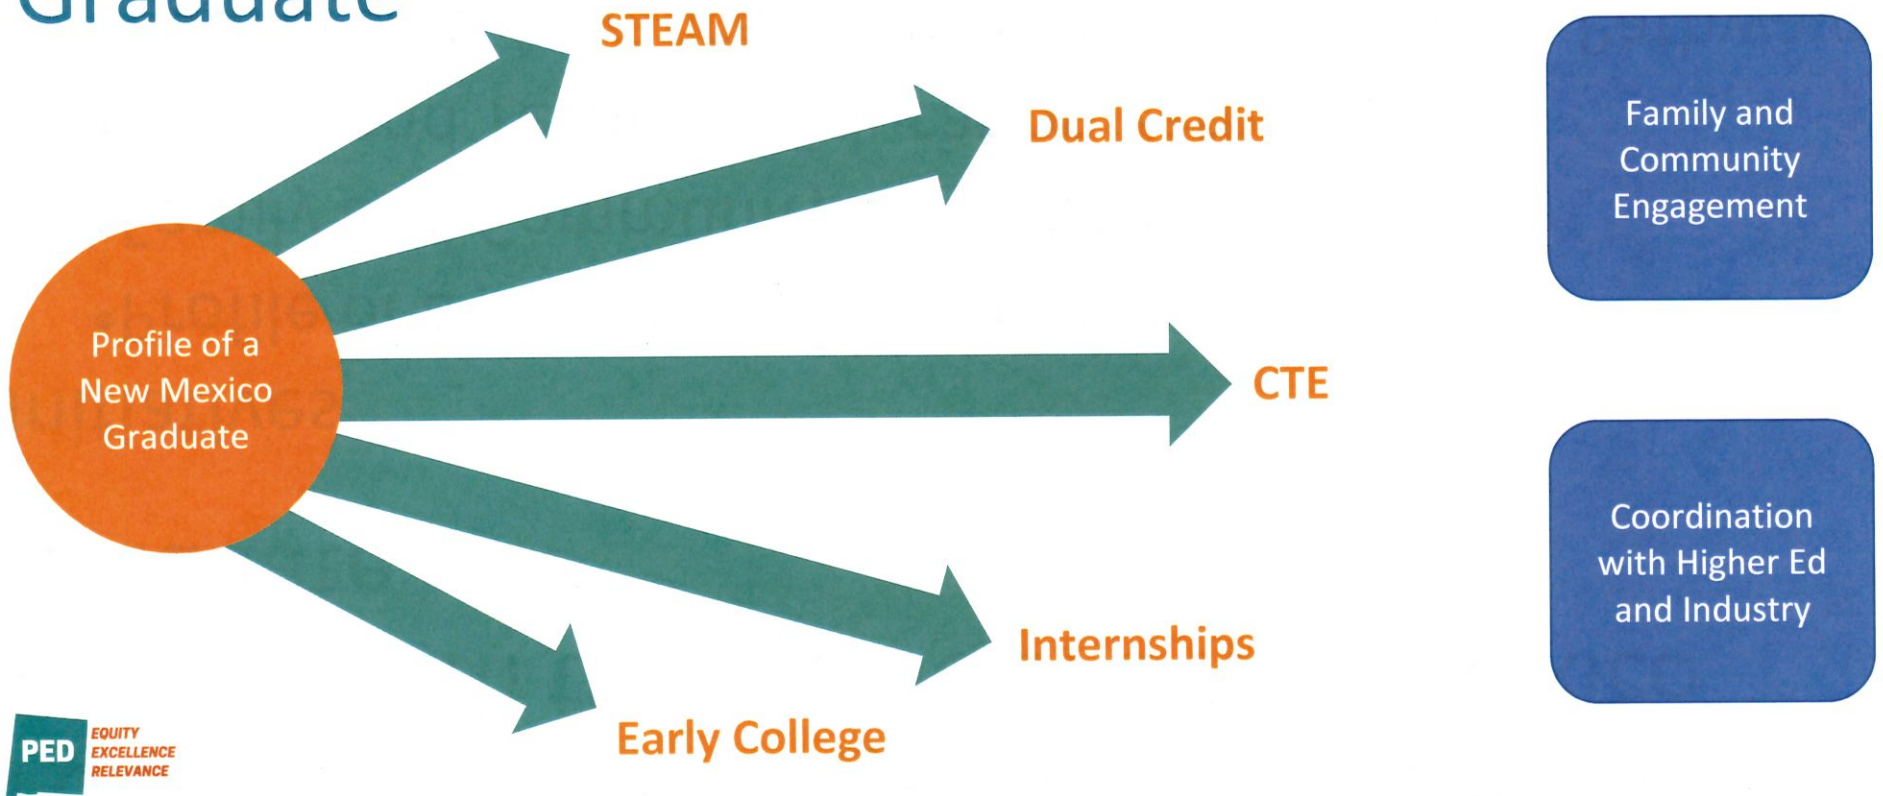 Graduate
STEAM
Dual Credit
CTE
Internships
Early College
Profile of a
New Mexico
Graduate
Family and
Community
Engagement
Coordination
with Higher Ed
and Industry
PED
EQUITY
EXCELLENCE
RELEVANCE